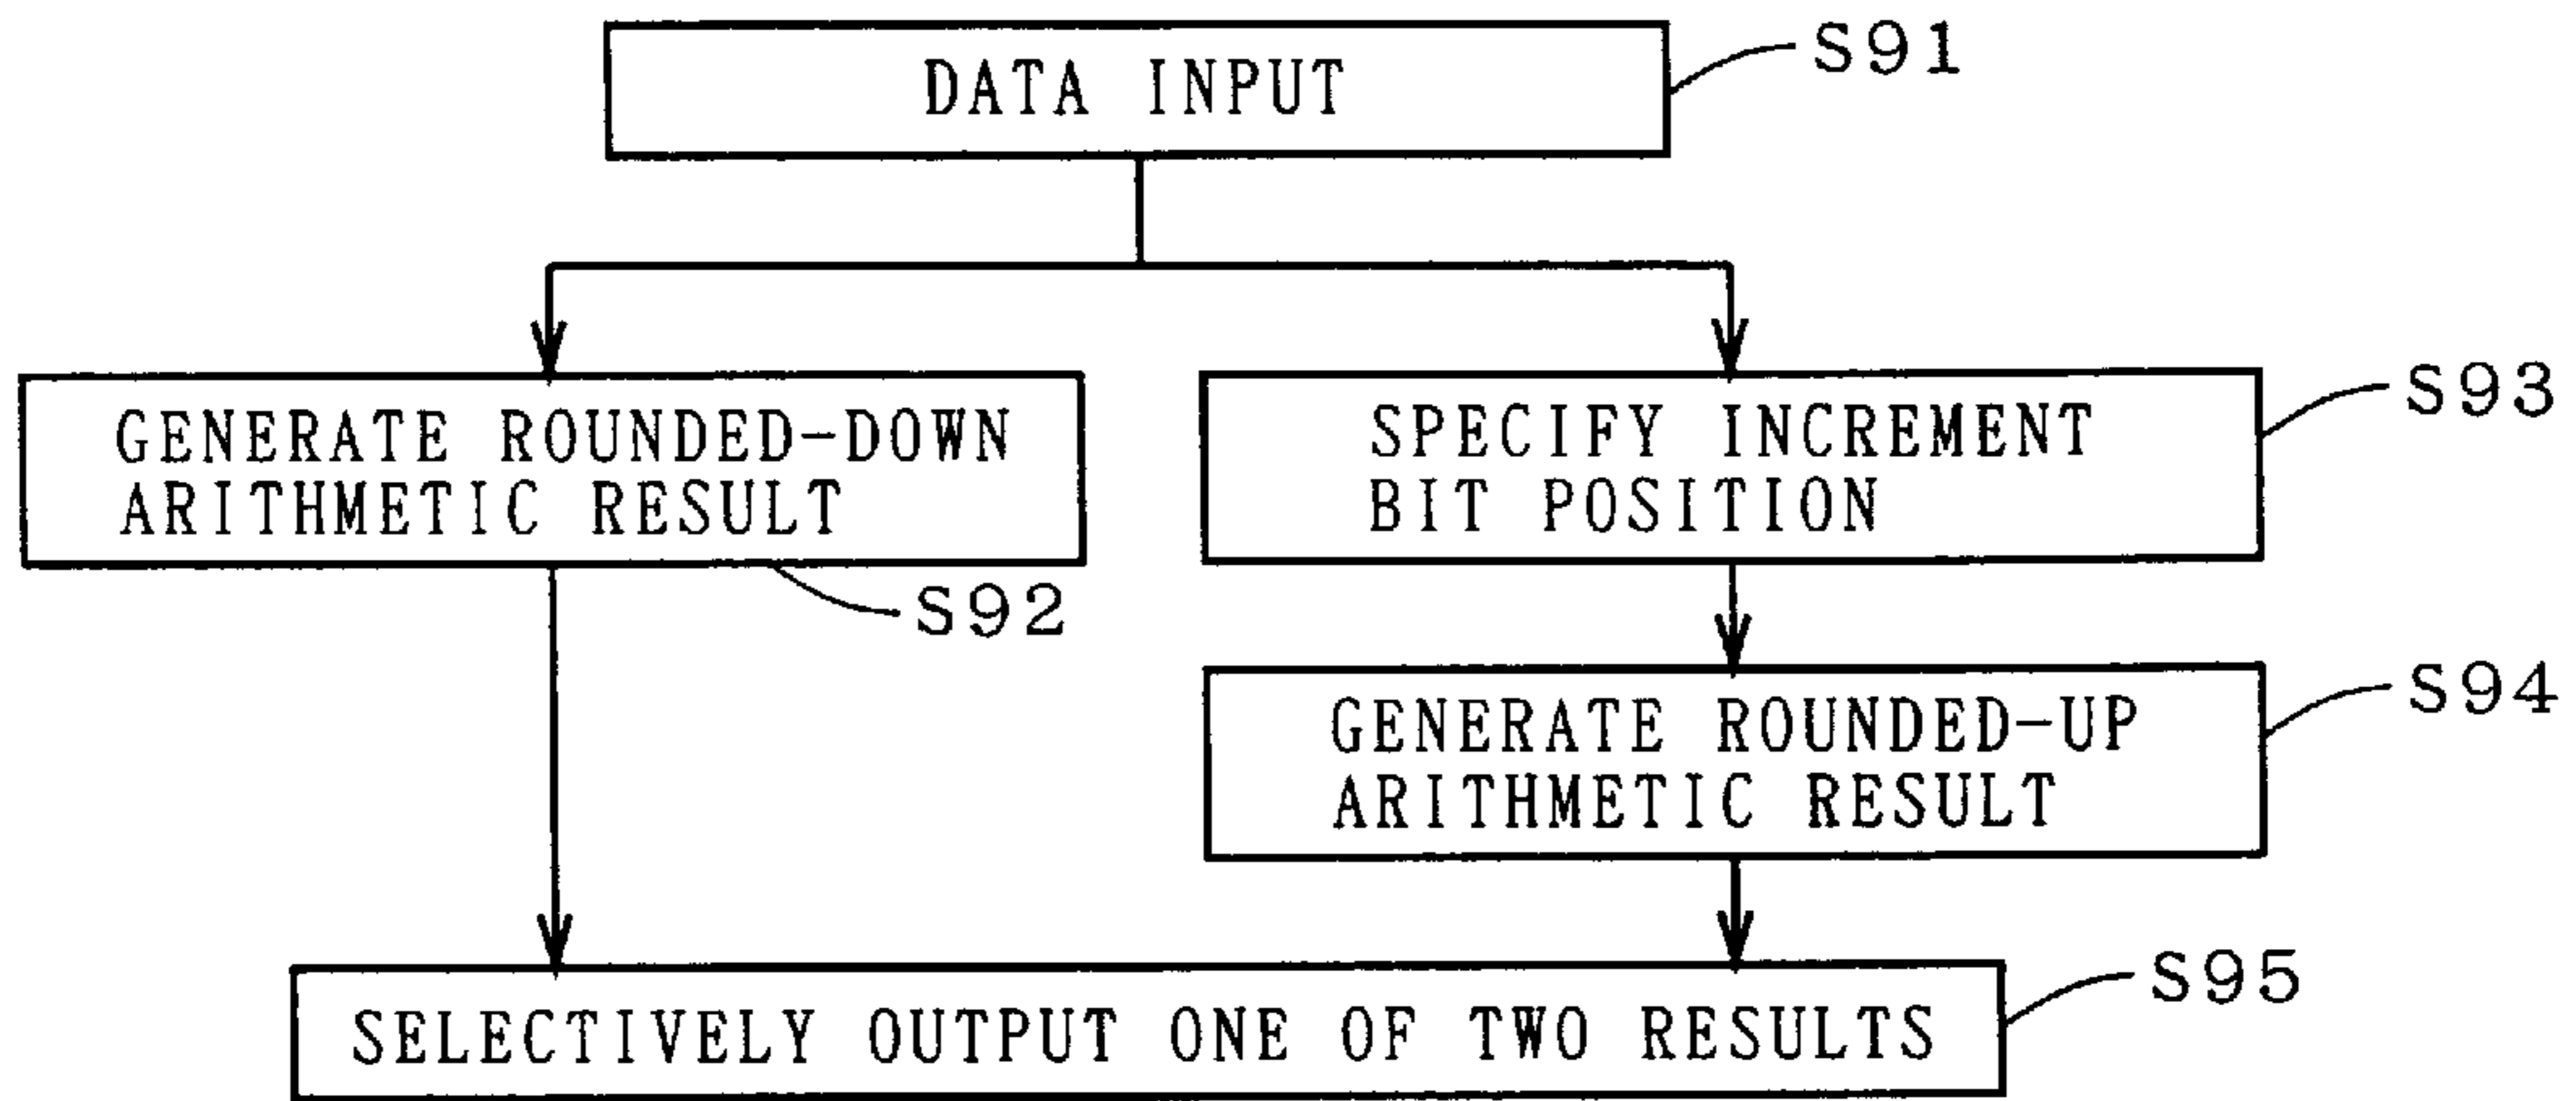 DATA INPUT
S91
GENERATE ROUNDED-DOWN
ARITHMETIC RESULT
S92
SPECIFY INCREMENT
BIT POSITION
S93
GENERATE ROUNDED-UP
ARITHMETIC RESULT
S94
SELECTIVELY OUTPUT ONE OF TWO RESULTS
S95